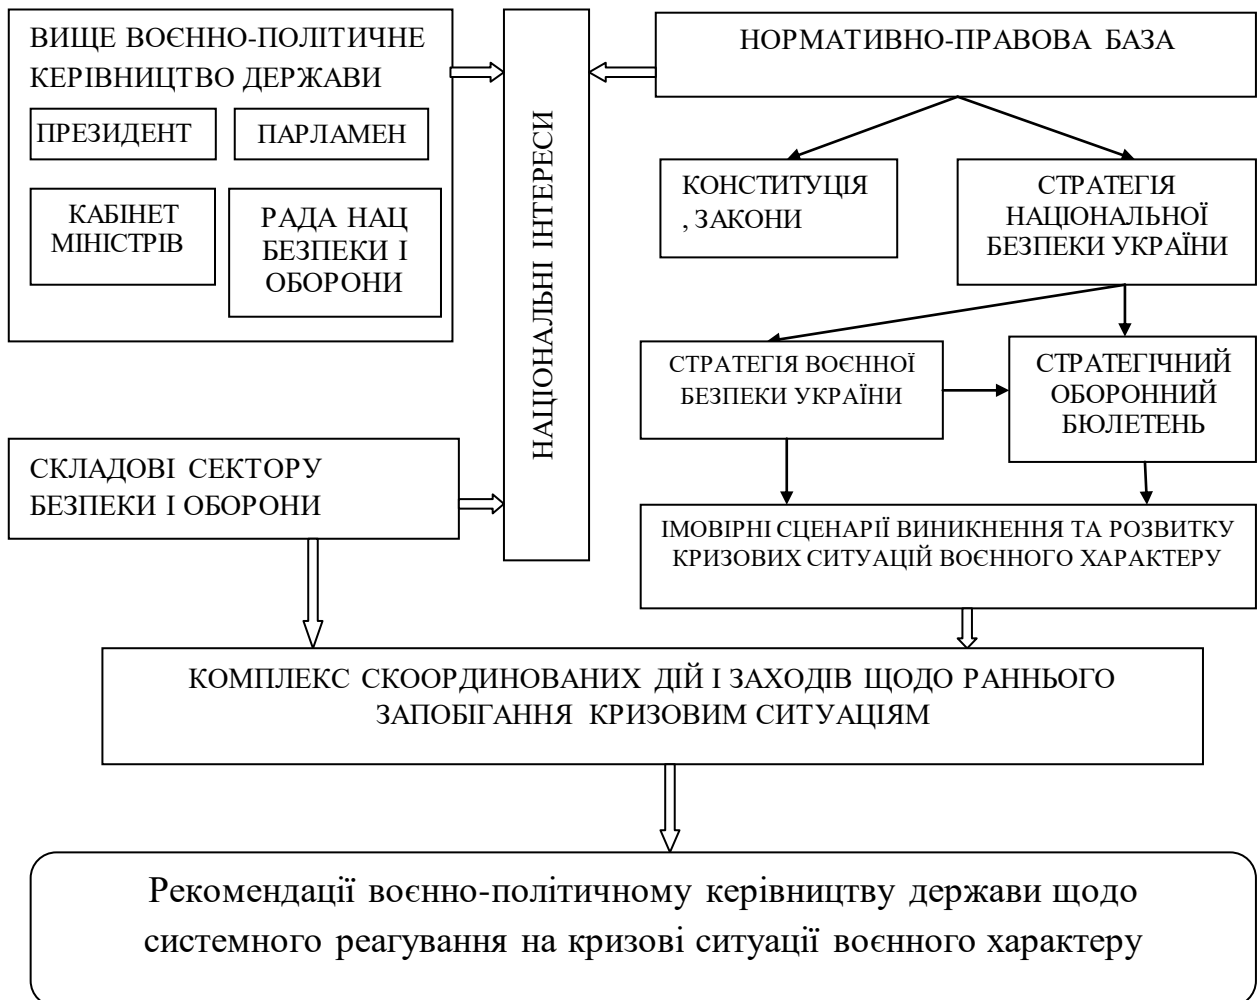 ВИЩЕ ВОЄННО-ПОЛІТИЧНЕ
КЕРІВНИЦТВО ДЕРЖАВИ
ПРЕЗИДЕНТ
ПАРЛАМЕН
КАБІНЕТ
МІНІСТРІВ
РАДА НАЦ
БЕЗПЕКИ І
ОБОРОНИ
СКЛАДОВІ СЕКТОРУ
БЕЗПЕКИ І ОБОРОНИ
НАЦІОНАЛЬНІ ІНТЕРЕСИ
НОРМАТИВНО-ПРАВОВА БАЗА
КОНСТИТУЦІЯ
, ЗАКОНИ
СТРАТЕГІЯ
НАЦІОНАЛЬНОЇ
БЕЗПЕКИ УКРАЇНИ
СТРАТЕГІЯ ВОЄННОЇ
БЕЗПЕКИ УКРАЇНИ
СТРАТЕГІЧНИЙ
ОБОРОННИЙ
БЮЛЕТЕНЬ
ІМОВІРНІ СЦЕНАРІЇ ВИНИКНЕННЯ ТА РОЗВИТКУ
КРИЗОВИХ СИТУАЦІЙ ВОЄННОГО ХАРАКТЕРУ
КОМПЛЕКС СКООРДИНОВАНИХ ДІЙ І ЗАХОДІВ ЩОДО РАННЬОГО
ЗАПОБІГАННЯ КРИЗОВИМ СИТУАЦІЯМ
Рекомендації воєнно-політичному керівництву держави щодо
системного реагування на кризові ситуації воєнного характеру